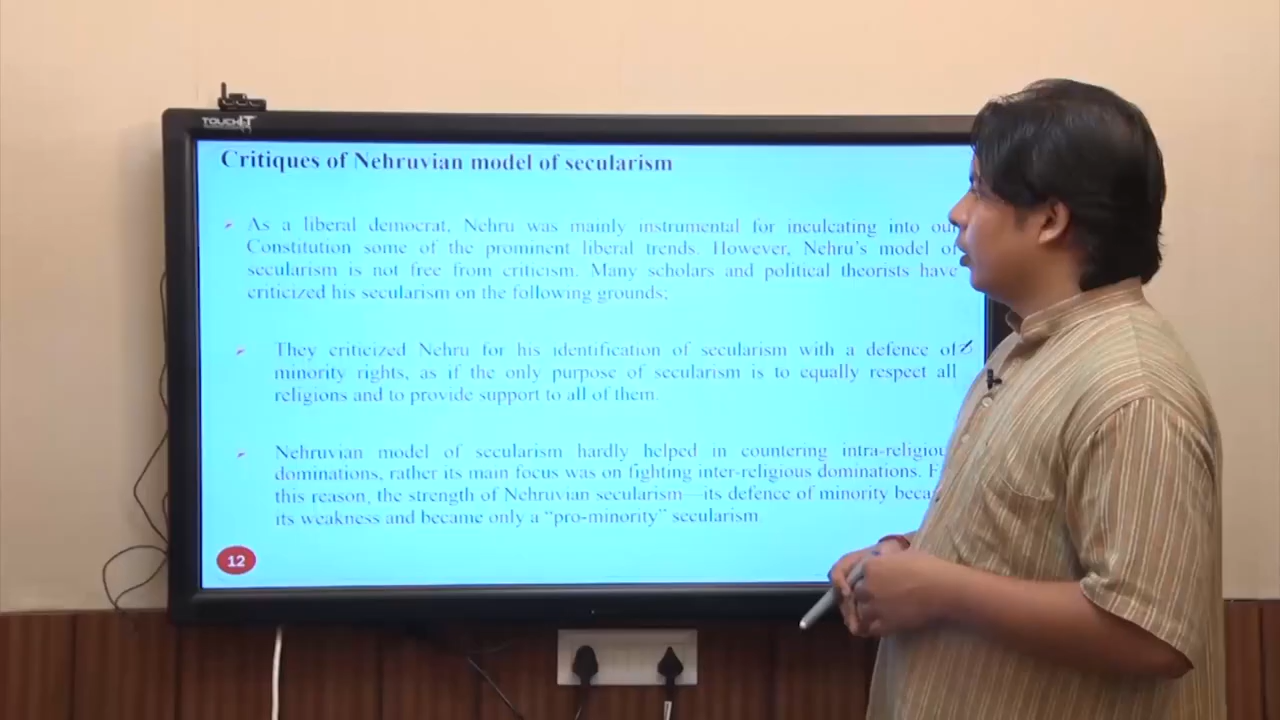 TOUCHIT
Critiques of Nehruvian model of secularism
As a liberal democrat, Nehru was mainly instrumental for inculcating into our
Constitution some of the prominent liberal trends. However, Nehru's model of
secularism is not free from criticism. Many scholars and political theorists have
criticized his secularism on the following grounds;
They criticized Nehru for his identification of secularism with a defence of
minority rights, as if the only purpose of secularism is to equally respect all
religions and to provide support to all of them.
Nehruvian model of secularism hardly helped in countering intra-religiou
dominations, rather its main focus was on fighting inter-religious dominations.
this reason, the strength of Nehruvian secularism—its defence of minority beca
its weakness and became only a "pro-minority" secularism
12